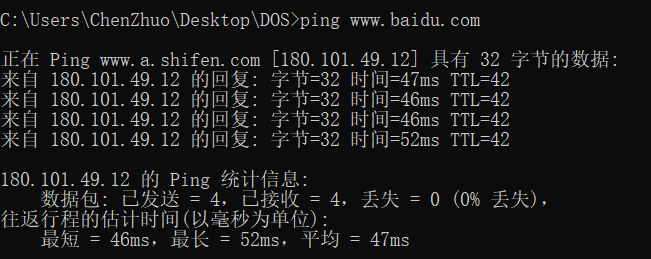 C:\Users\ChenZhuo\Desktop\DOS>ping www.baidu.com
正在 Ping www.a.shifen.com [180.101.49.12] 具有 32 字节的数据:
来自 180.101.49.12 的回复: 字节=32 时间=47ms TTL=42
来自 180.101.49.12 的回复: 字节=32 时间=46ms TTL=42
来自 180.101.49.12 的回复: 字节=32 时间=46ms TTL=42
来自 180.101.49.12 的回复: 字节=32 时间=52ms TTL=42
180.101.49.12 的 Ping 统计信息:
数据包: 已发送 = 4，已接收 = 4，丢失 = 0 (0% 丢失)，
往返行程的估计时间(以毫秒为单位):
最短 = 46ms，最长 = 52ms，平均 = 47ms